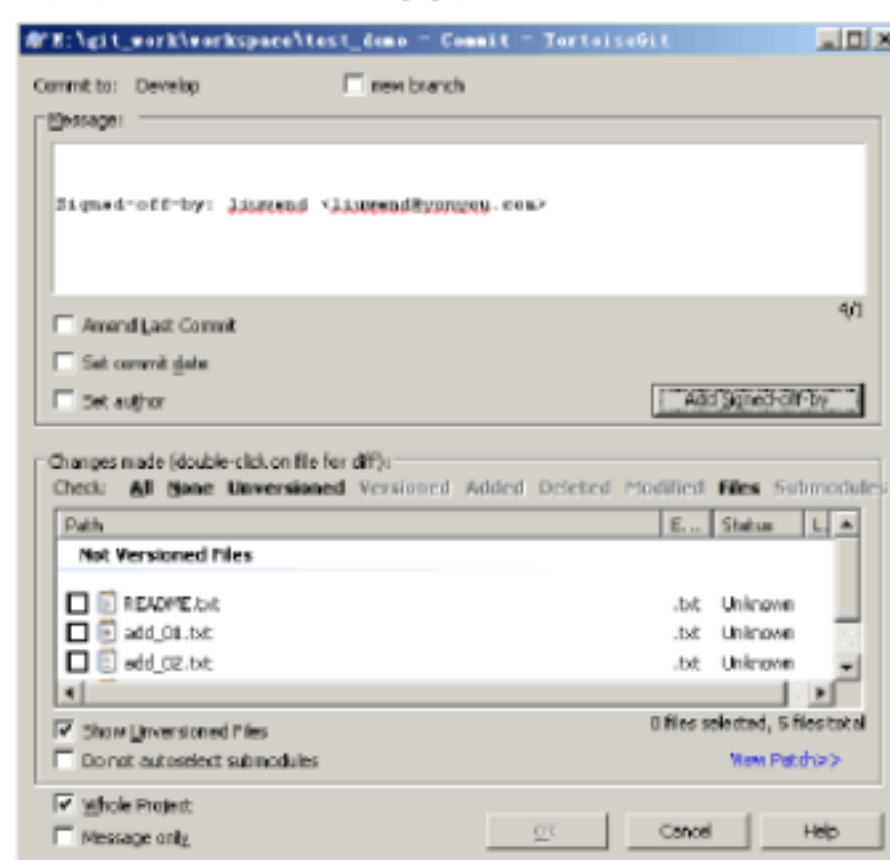 E:\git_work\workspace\test_demo - Commit - TortoiseGit
Commit to: Develop new branch
Message:
Signed-off-by:
Amend Last Commit
Set commit date
Set author
Add Signed-off-by
Changes made (double-click on file for diff):
Check: All None Unversioned Versioned Added Deleted Modified Files Submodules
Path E... Status L.
Not Versioned Files
README.txt .txt Unknown
add_01.txt .txt Unknown
add_02.txt .txt Unknown
Show Unversioned Files 0 files selected, 5 files total
Do not autoselect submodules View Patch>>
Whole Project
Message only OK Cancel Help